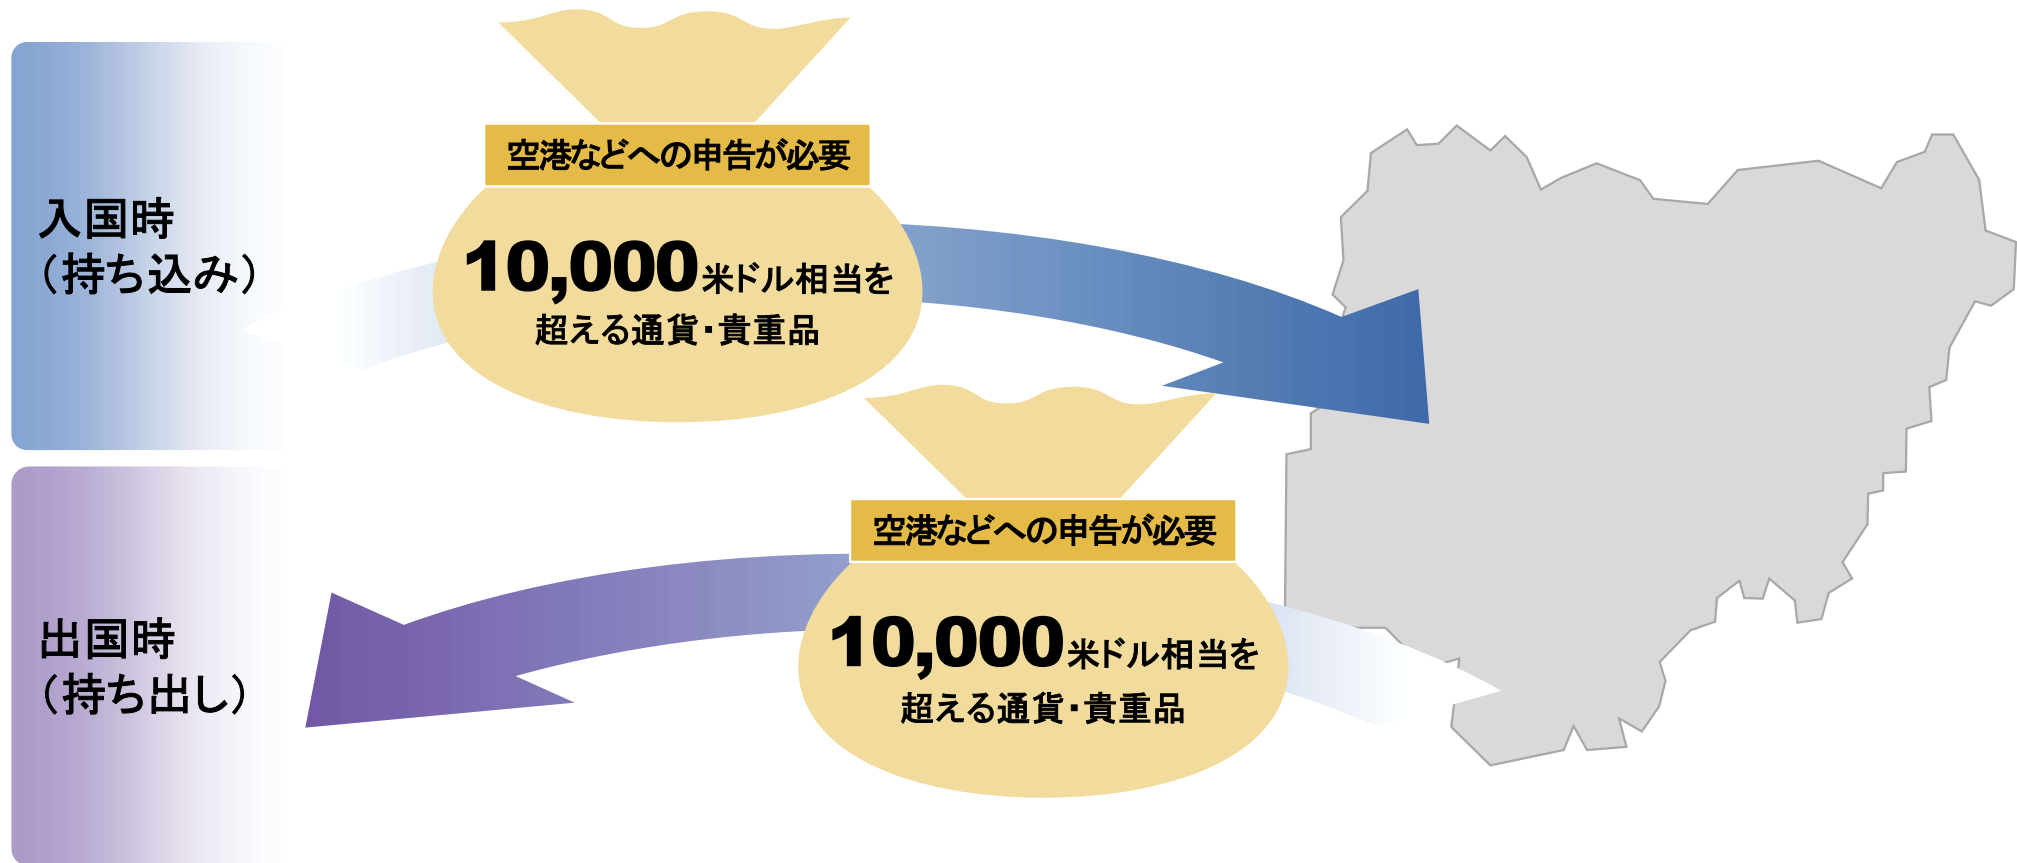 入国時
（持ち込み）
空港などへの申告が必要
10,000米ドル相当を
超える通貨・貴重品
出国時
（持ち出し）
空港などへの申告が必要
10,000米ドル相当を
超える通貨・貴重品